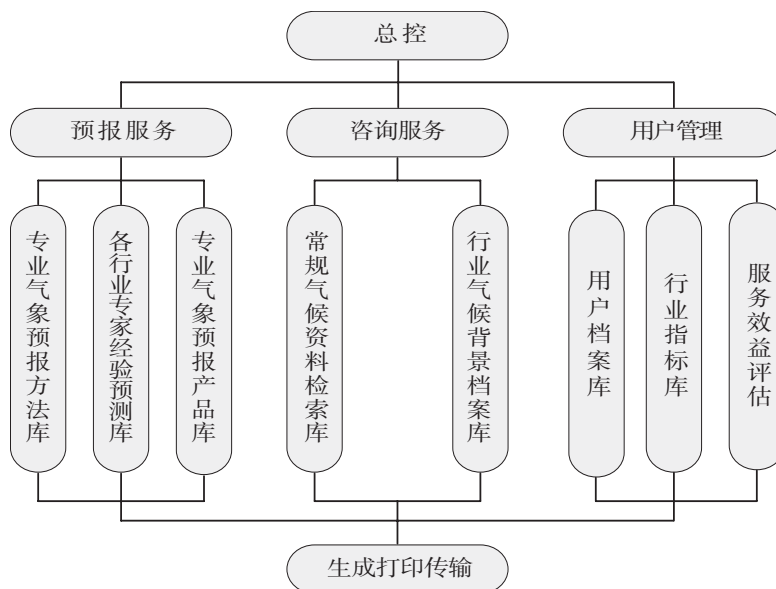 总控
预报服务
咨询服务
用户管理
专业气象预报方法库
各行业专家经验预测库
专业气象预报产品库
常规气候资料检索库
行业气候背景档案库
用户档案库
行业指标库
服务效益评估
生成打印传输